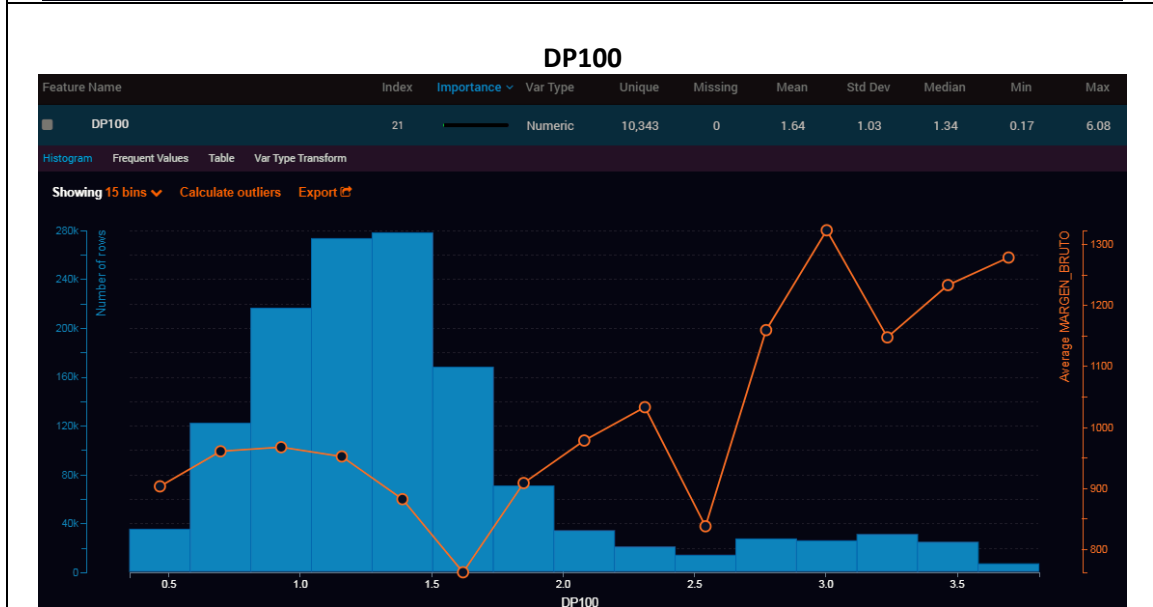 DP100
Feature Name Index Importance Var Type Unique Missing Mean Std Dev Median Min Max
DP100 21 Numeric 10,343 0 1.64 1.03 1.34 0.17 6.08
Histogram Frequent Values Table Var Type Transform
Showing 15 bins Calculate outliers Export
280k
240k
200k
160k
120k
80k
40k
0
Number of rows
1300
1200
1100
1000
900
800
Average MARGEN_BRUTO
0.5 1.0 1.5 2.0 2.5 3.0 3.5
DP100